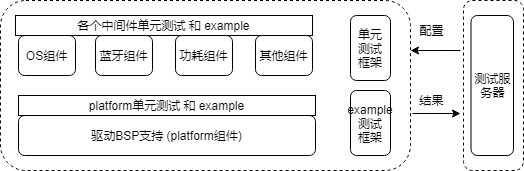 各个中间件单元测试 和 example
OS组件
蓝牙组件
功耗组件
其他组件
platform单元测试 和 example
驱动BSP支持 (platform组件)
单元
测试
框架
example
测试
框架
配置
结果
测试服
务器